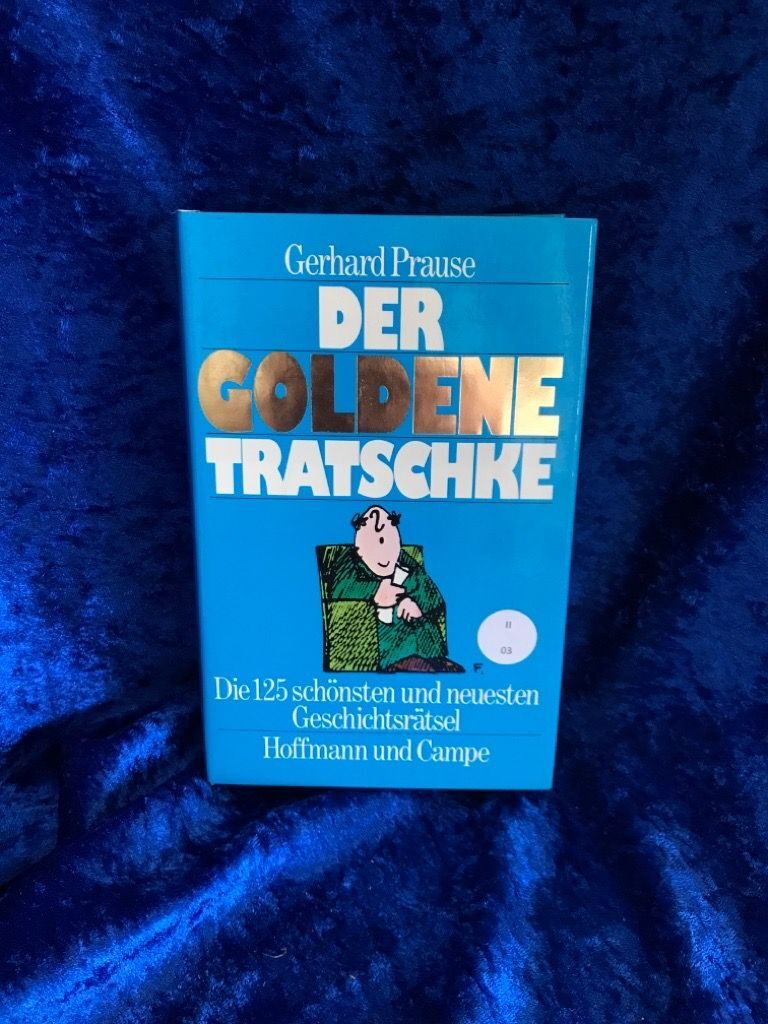 Gerhard Prause
DER
GOLDENE
TRATSCHKE
II
03
F.
Die 125 schönsten und neuesten
Geschichtsrätsel
Hoffmann und Campe